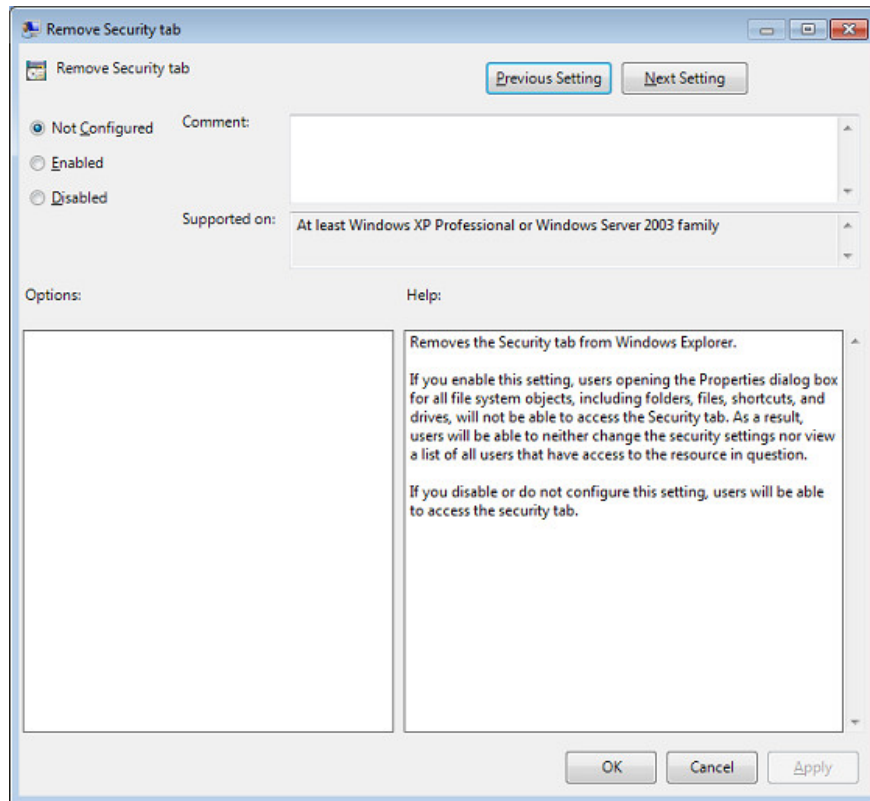 Remove Security tab
Remove Security tab
Previous Setting
Next Setting
Not Configured
Comment:
Enabled
Disabled
Supported on:
At least Windows XP Professional or Windows Server 2003 family
Options:
Help:
Removes the Security tab from Windows Explorer.
If you enable this setting, users opening the Properties dialog box
for all file system objects, including folders, files, shortcuts, and
drives, will not be able to access the Security tab. As a result,
users will be able to neither change the security settings nor view
a list of all users that have access to the resource in question.
If you disable or do not configure this setting, users will be able
to access the security tab.
OK
Cancel
Apply